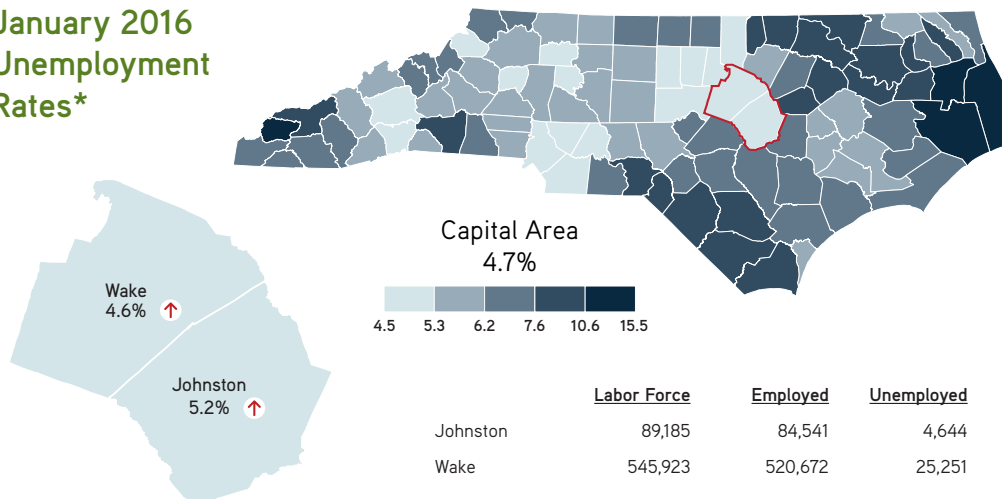 January 2016
Unemployment
Rates*
Capital Area
4.7%
4.5 5.3 6.2 7.6 10.6 15.5
Wake
4.6%
Johnston
5.2%
Labor Force Employed Unemployed
Johnston 89,185 84,541 4,644
Wake 545,923 520,672 25,251